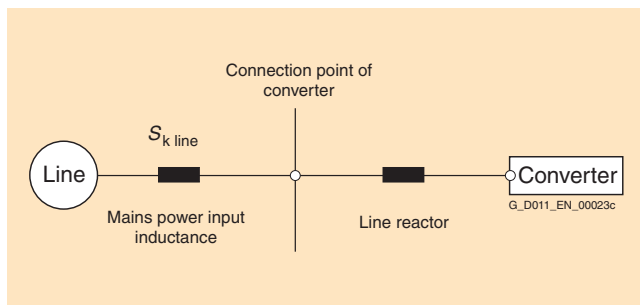 Connection point of
converter
S k line
Line
Converter
G_D011_EN_00023c
Mains power input
inductance
Line reactor